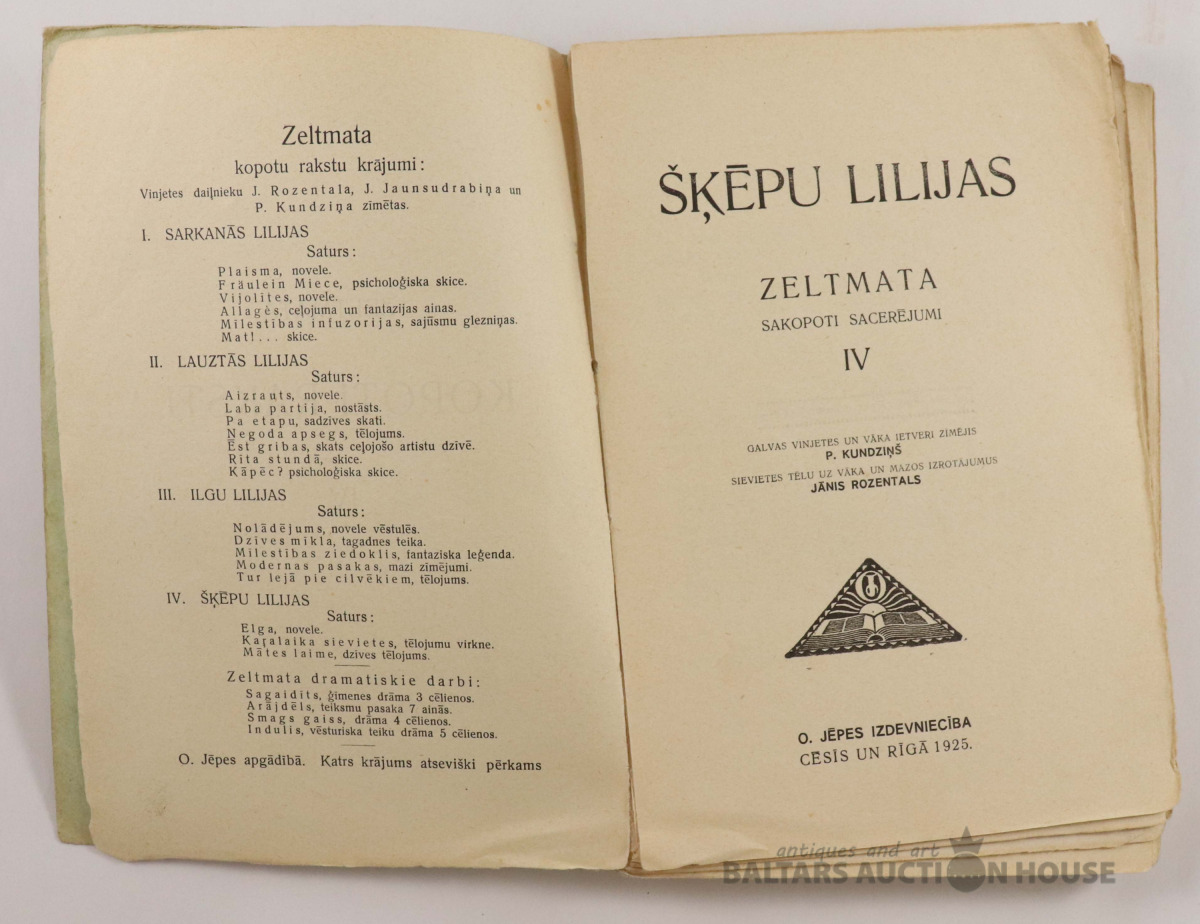 Zeltmata
kopotu rakstu krājumi:
Vinjetes daiļnieku J. Rozentala, J. Jaunsudrabiņa un
P. Kundziņa zīmētas.
I. SARKANĀS LILIJAS
Saturs:
Plaisma, novele.
Fräulein Miece, psicholoģiska skice.
Vijolītes, novele.
Allagēs, ceļojuma un fantazijas ainas.
Mīlestības infuzorijas, sajūsmu glezniņas.
Mat!... skice.
II. LAUZTĀS LILIJAS
Saturs:
Aizrauts, novele.
Laba partija, nostāsts.
Pa etapu, sadzīves skati.
Negoda apsegs, tēlojums.
Ēst gribas, skats ceļojošo artistu dzīvē.
Rīta stundā, skice.
Kāpēc? psicholoģiska skice.
III. ILGU LILIJAS
Saturs:
Nolādējums, novele vēstulēs.
Dzīves mīkla, tagadnes teika.
Mīlestības ziedoklis, fantaziska leģenda.
Modernas pasakas, mazi zīmējumi.
Tur lejā pie cilvēkiem, tēlojums.
IV. ŠĶĒPU LILIJAS
Saturs:
Elga, novele.
Kaŗalaika sievietes, tēlojumu virkne.
Mātes laime, dzīves tēlojums.
Zeltmata dramatiskie darbi:
Sagaidīts, ģimenes drāma 3 cēlienos.
Arājdēls, teiksmu pasaka 7 ainās.
Smags gaiss, drāma 4 cēlienos.
Indulis, vēsturiska teiku drāma 5 cēlienos.
O. Jēpes apgādībā. Katrs krājums atsevišķi pērkams
ŠĶĒPU LILIJAS
ZELTMATA
SAKOPOTI SACERĒJUMI
IV
GALVAS VINJETES UN VĀKA IETVERI ZĪMĒJIS
P. KUNDZIŅŠ
SIEVIETES TĒLU UZ VĀKA UN MAZOS IZROTĀJUMUS
JĀNIS ROZENTALS
O. JĒPES IZDEVNIECĪBA
CĒSĪS UN RĪGĀ 1925.
antiques and art
BALTARS AUCTION HOUSE